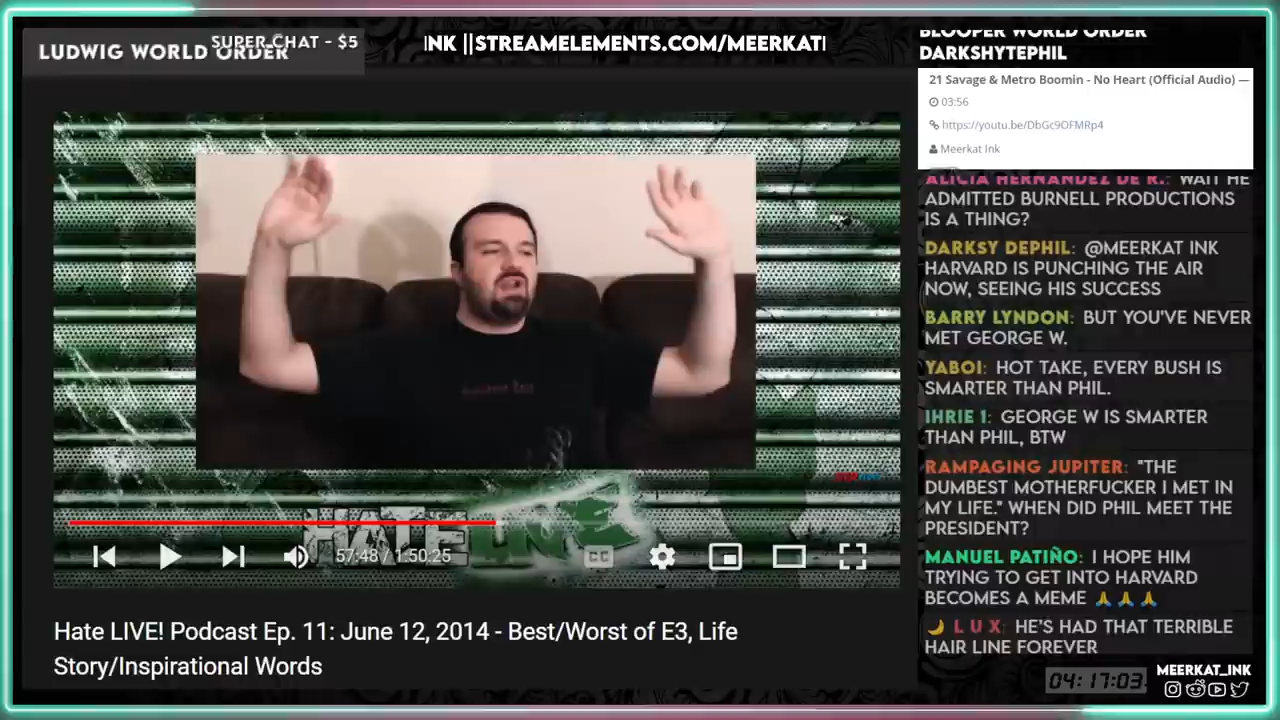 LUDWIG WORLD ORDER
SUPER CHAT - $5
INK ||STREAMELEMENTS.COM/MEERKATI
BLOOPER WORLD ORDER
DARKSHYTEPHIL
21 Savage & Metro Boomin - No Heart (Official Audio) —
03:56
https://youtu.be/DbGc9OFMRp4
Meerkat Ink
ALICIA HERNANDEZ DE R.: WAIT HE
ADMITTED BURNELL PRODUCTIONS
IS A THING?
DARKSY DEPHIL: @MEERKAT INK
HARVARD IS PUNCHING THE AIR
NOW, SEEING HIS SUCCESS
BARRY LYNDON: BUT YOU'VE NEVER
MET GEORGE W.
YABOI: HOT TAKE, EVERY BUSH IS
SMARTER THAN PHIL.
IHRIE 1: GEORGE W IS SMARTER
THAN PHIL, BTW
RAMPAGING JUPITER: "THE
DUMBEST MOTHERFUCKER I MET IN
MY LIFE." WHEN DID PHIL MEET THE
PRESIDENT?
MANUEL PATIÑO: I HOPE HIM
TRYING TO GET INTO HARVARD
BECOMES A MEME 🙏🙏🙏
🌙 L U X: HE'S HAD THAT TERRIBLE
HAIR LINE FOREVER
HATE LIVE
57:48 / 1:50:25
CC
Hate LIVE! Podcast Ep. 11: June 12, 2014 - Best/Worst of E3, Life
Story/Inspirational Words
04:17:03
MEERKAT_INK